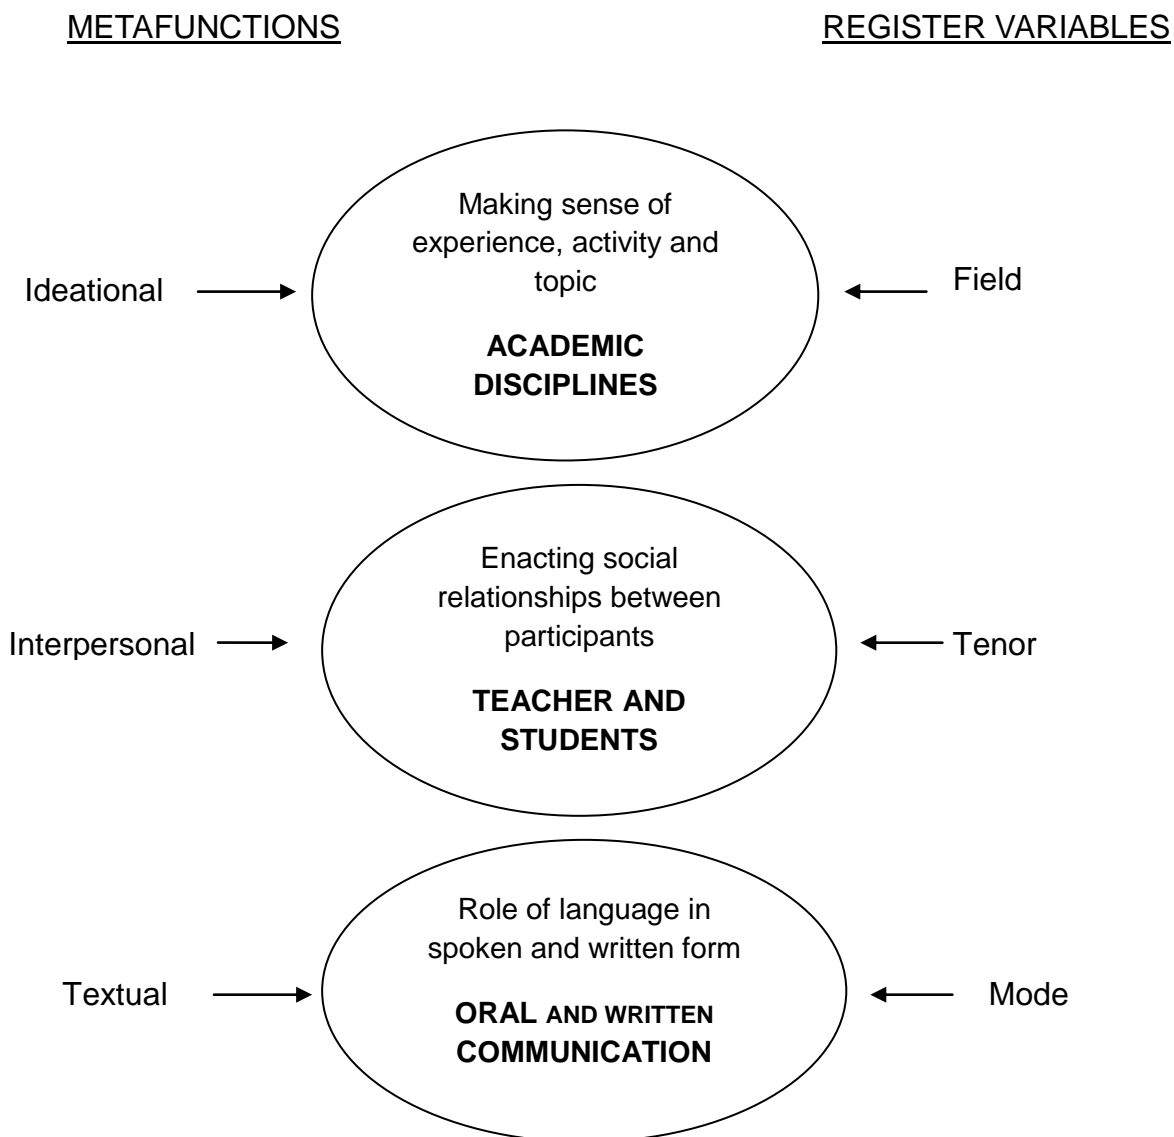 METAFUNCTIONS
REGISTER VARIABLES
Making sense of
experience, activity and
topic
ACADEMIC
DISCIPLINES
Ideational
Field
Enacting social
relationships between
participants
TEACHER AND
STUDENTS
Interpersonal
Tenor
Role of language in
spoken and written form
ORAL AND WRITTEN
COMMUNICATION
Textual
Mode